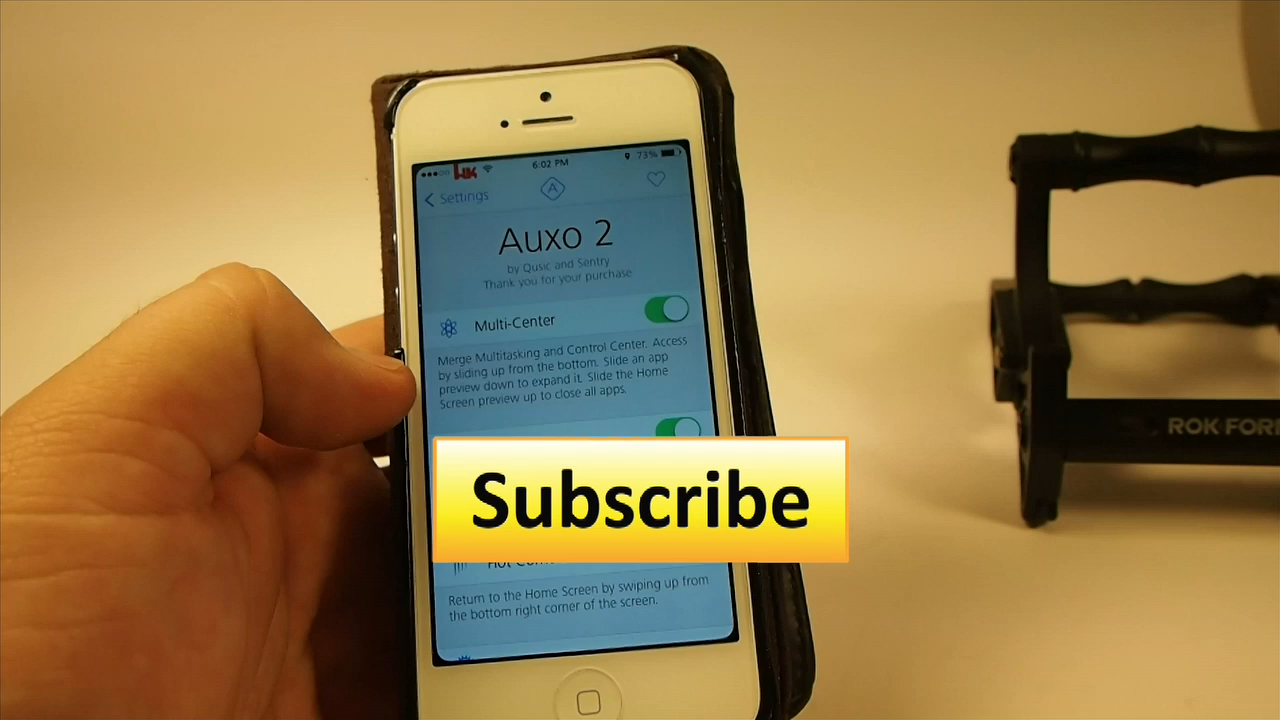 HK
6:02 PM
73%
Settings
A
Auxo 2
by Qusic and Sentry
Thank you for your purchase
Multi-Center
Merge Multitasking and Control Center. Access
by sliding up from the bottom. Slide an app
preview down to expand it. Slide the Home
Screen preview up to close all apps.
Subscribe
Hot
Return to the Home Screen by swiping up from
the bottom right corner of the screen.
ROK FOR